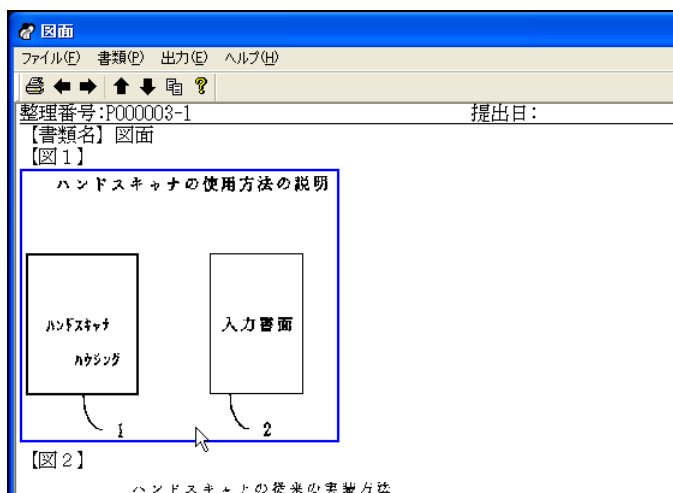 図面
ファイル(F) 書類(P) 出力(E) ヘルプ(H)
整理番号:P000003-1 提出日:
【書類名】図面
【図1】
ハンドスキャナの使用方法の説明
ハンドスキャナ
ハウジング
入力書面
1 2
【図2】
ハンドスキャナの従来の実装方法